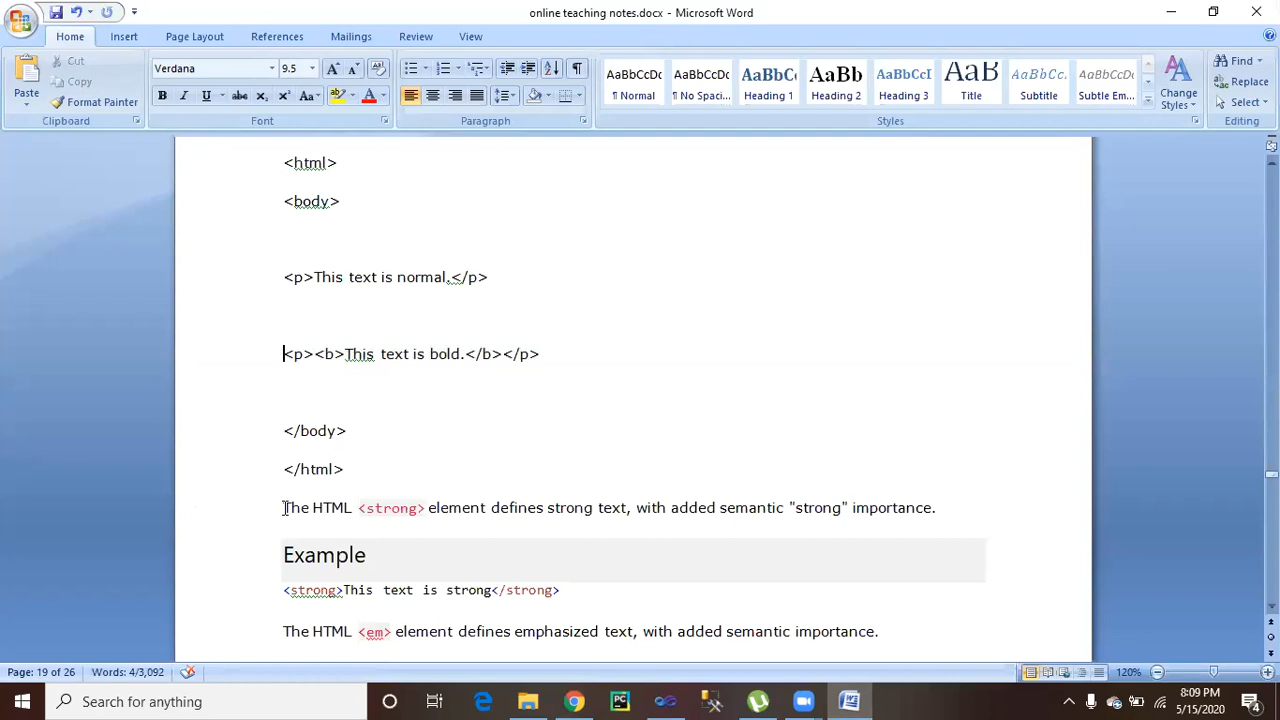 online teaching notes.docx - Microsoft Word
Home Insert Page Layout References Mailings Review View
Paste
Cut
Copy
Format Painter
Clipboard
Verdana 9.5
Font
Paragraph
AaBbCcDc AaBbCcDc AaBbC( AaBb AaBbCcI AaB AaBbCcI AaBbCcDc
¶ Normal ¶ No Spaci... Heading 1 Heading 2 Heading 3 Title Subtitle Subtle Em...
Change
Styles
Styles
Find
Replace
Select
Editing
<html>
<body>
<p>This text is normal.</p>
<p><b>This text is bold.</b></p>
</body>
</html>
The HTML <strong> element defines strong text, with added semantic "strong" importance.
Example
<strong>This text is strong</strong>
The HTML <em> element defines emphasized text, with added semantic importance.
Page: 19 of 26 Words: 4/3,092 120%
Search for anything
8:09 PM
5/15/2020
4